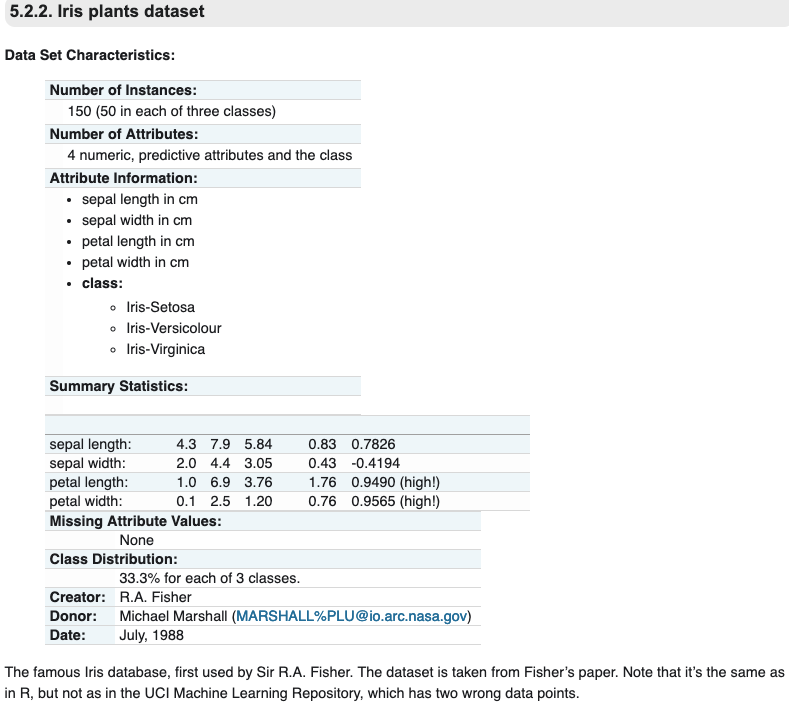 5.2.2. Iris plants dataset
Data Set Characteristics:
Number of Instances:
150 (50 in each of three classes)
Number of Attributes:
4 numeric, predictive attributes and the class
Attribute Information:
• sepal length in cm
• sepal width in cm
• petal length in cm
• petal width in cm
• class:
◦ Iris-Setosa
◦ Iris-Versicolour
◦ Iris-Virginica
Summary Statistics:
sepal length: 4.3 7.9 5.84 0.83 0.7826
sepal width: 2.0 4.4 3.05 0.43 -0.4194
petal length: 1.0 6.9 3.76 1.76 0.9490 (high!)
petal width: 0.1 2.5 1.20 0.76 0.9565 (high!)
Missing Attribute Values:
None
Class Distribution:
33.3% for each of 3 classes.
Creator: R.A. Fisher
Donor: Michael Marshall (MARSHALL%PLU@io.arc.nasa.gov)
Date: July, 1988
The famous Iris database, first used by Sir R.A. Fisher. The dataset is taken from Fisher’s paper. Note that it’s the same as
in R, but not as in the UCI Machine Learning Repository, which has two wrong data points.